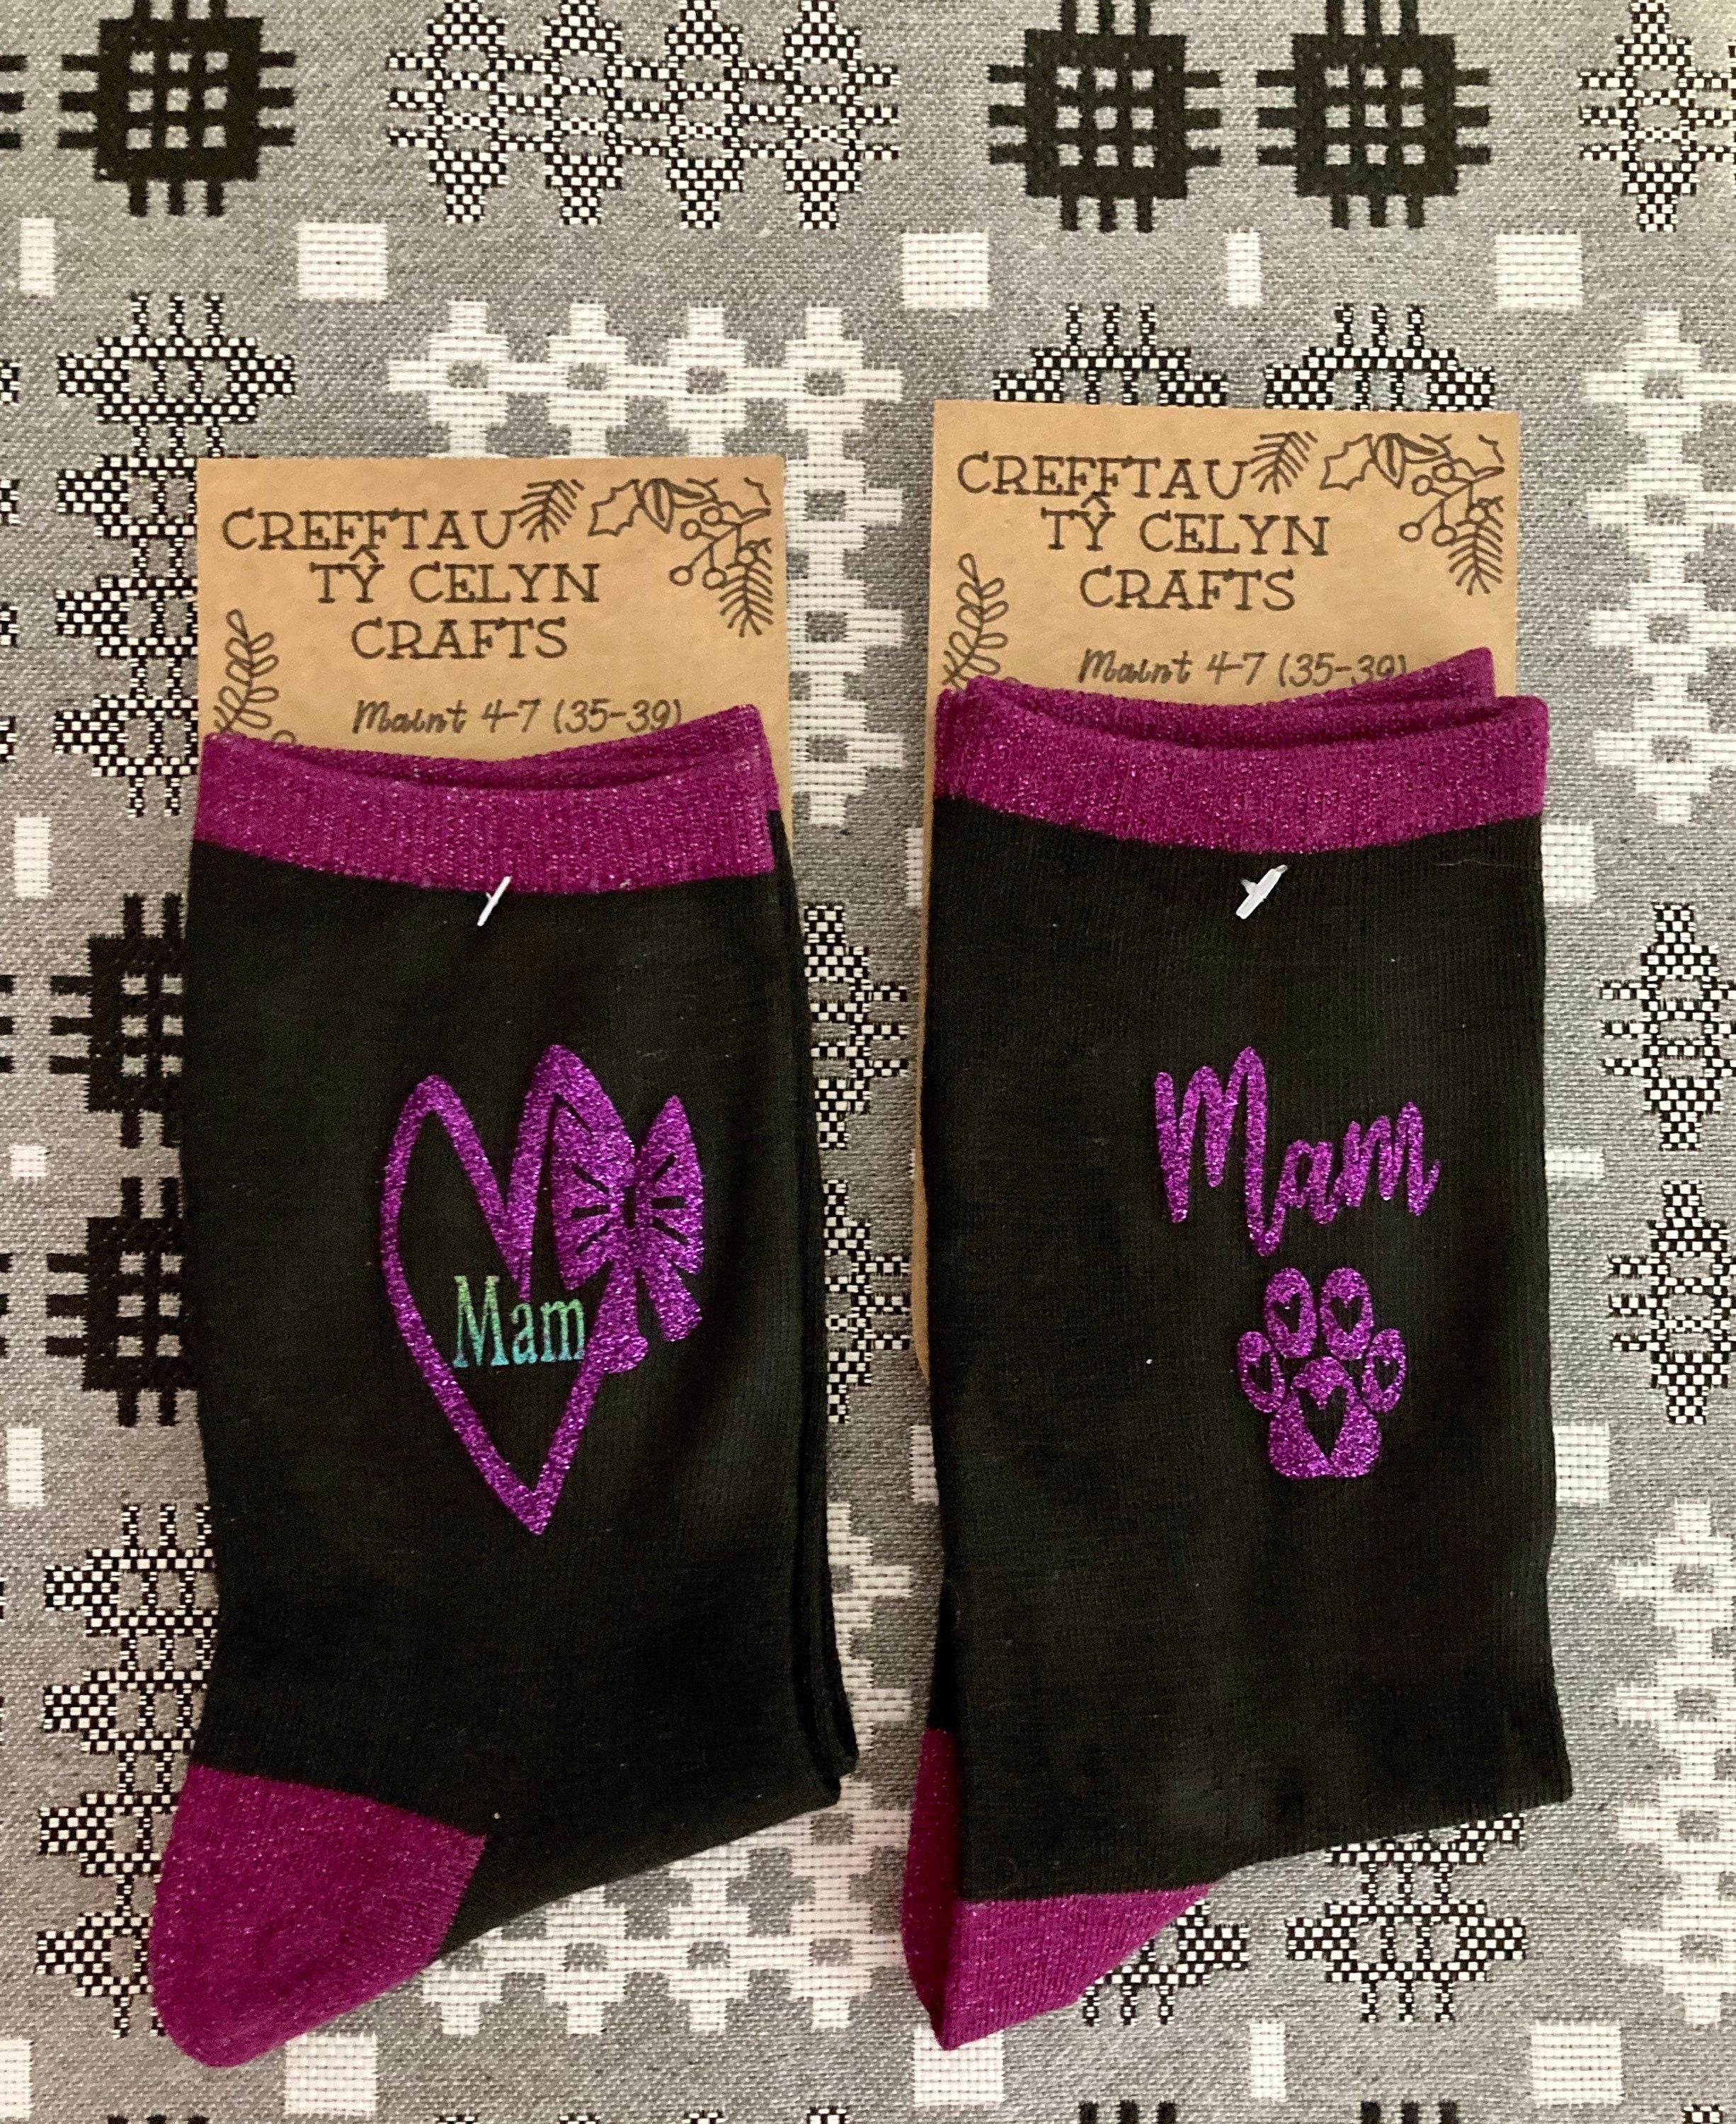 CREFFTAU
TŶ CELYN
CRAFTS
Maint 4-7 (35-39)
Mam
CREFFTAU
TŶ CELYN
CRAFTS
Maint 4-7 (35-39)
Mam